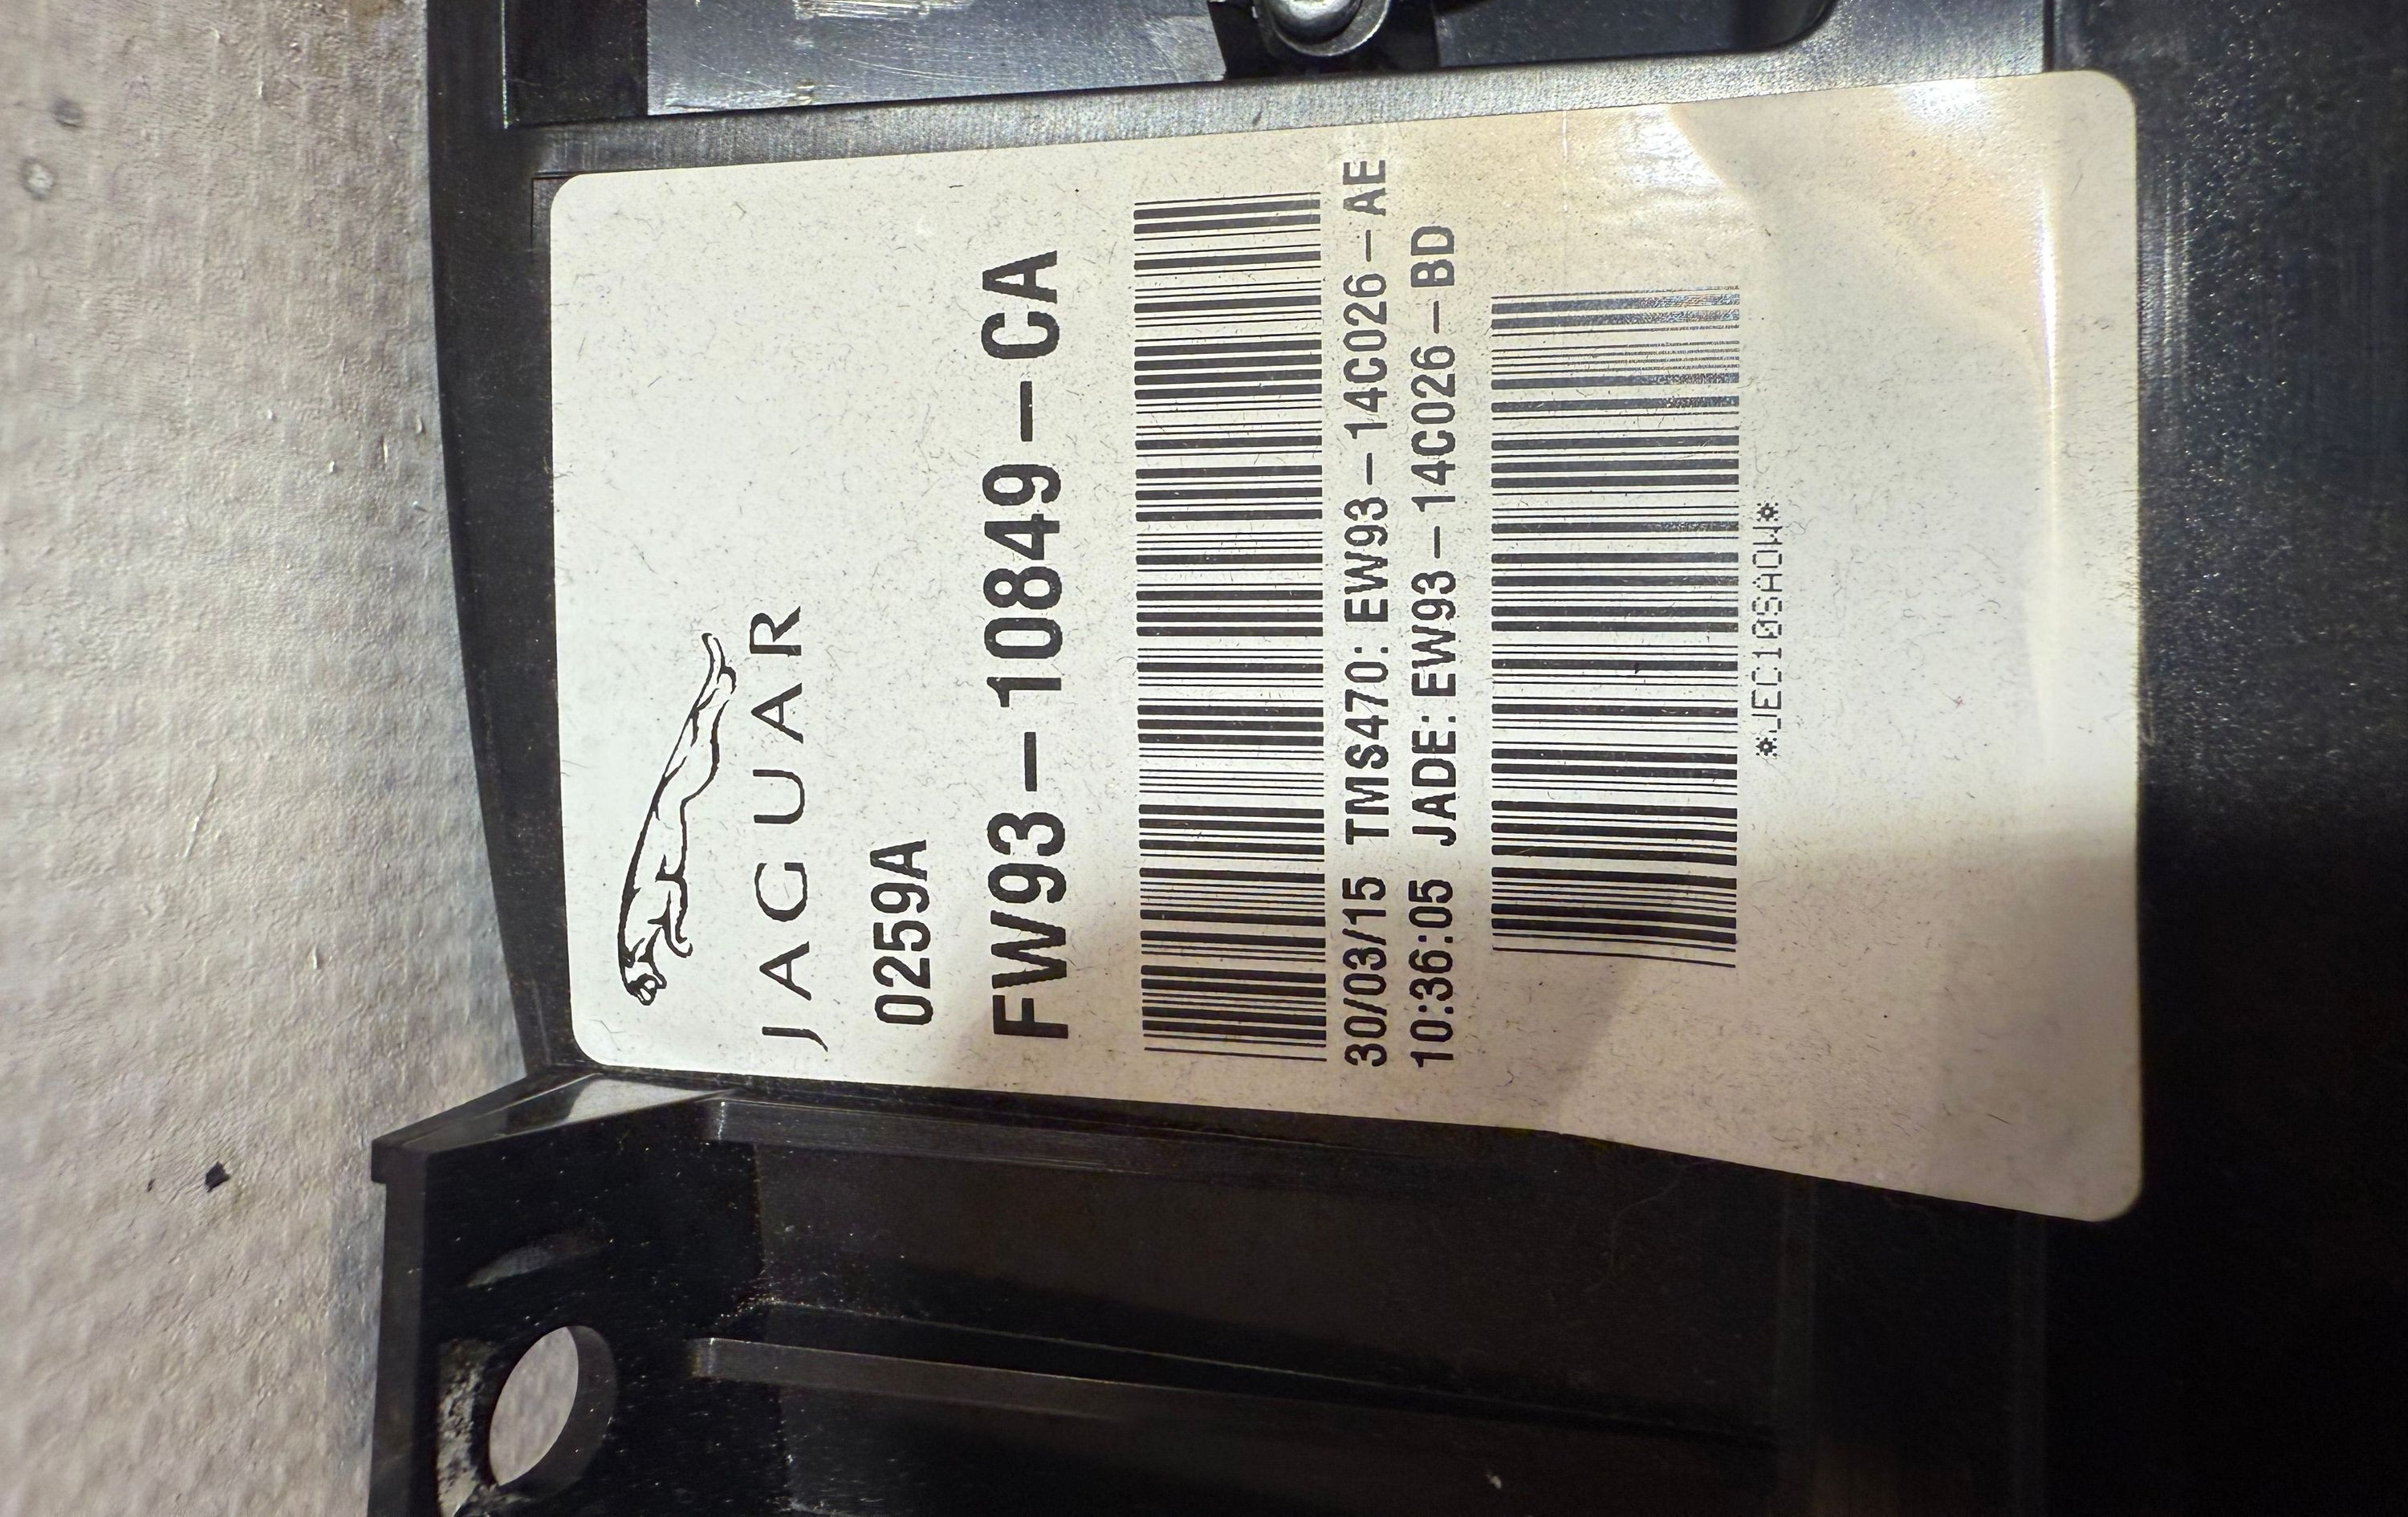 JAGUAR
0259A
FW93-10849-CA
30/03/15 TMS470: EW93-14C026-AE
10:36:05 JADE: EW93-14C026-BD
*JEC109SAOW*